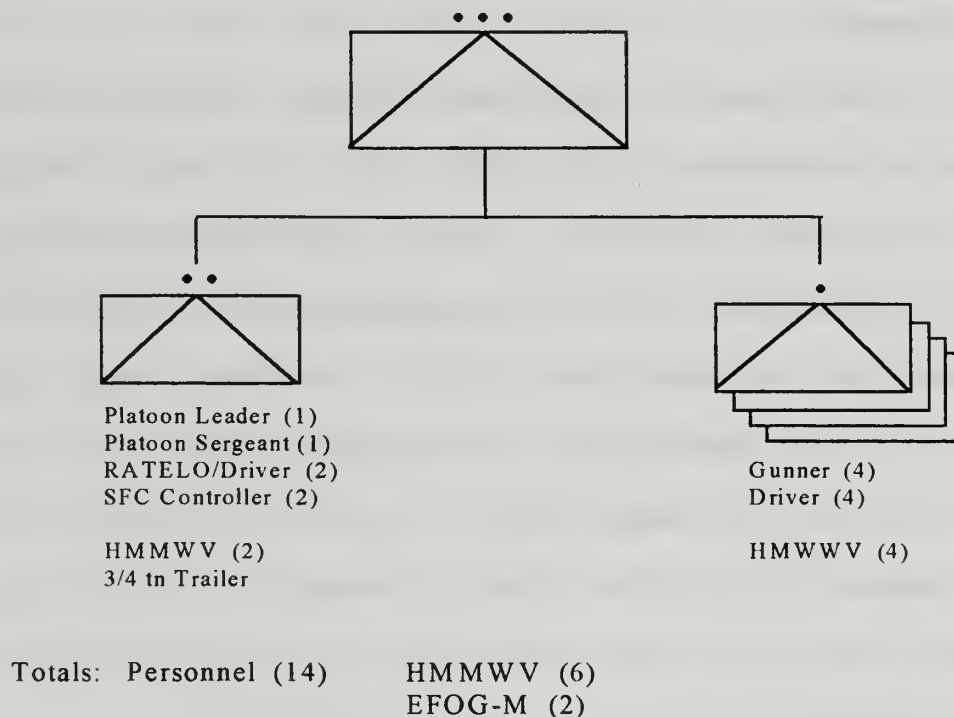 Platoon Leader (1)
Platoon Sergeant (1)
RATELO/Driver (2)
SFC Controller (2)
HMMWV (2)
3/4 tn Trailer
Gunner (4)
Driver (4)
HMWWV (4)
Totals: Personnel (14) HMMWV (6)
EFOG-M (2)